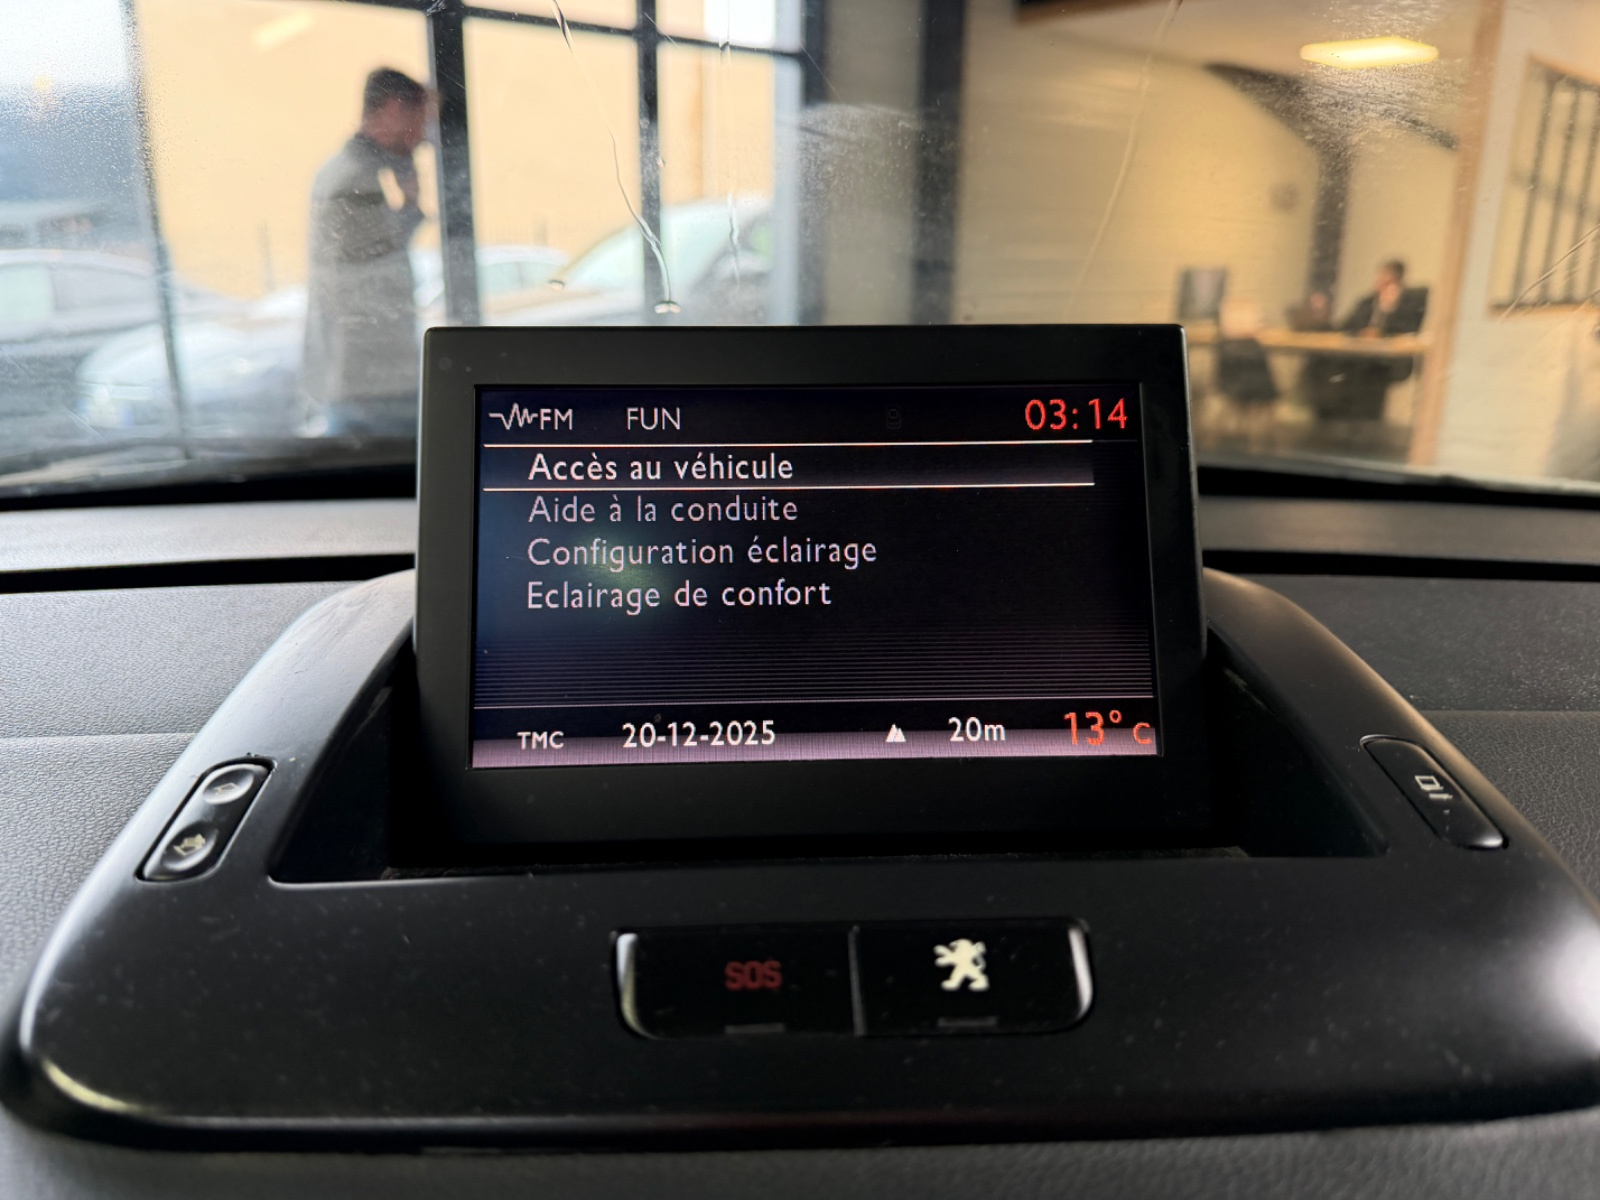 FM FUN 03:14
Accès au véhicule
Aide à la conduite
Configuration éclairage
Eclairage de confort
TMC 20-12-2025 20m 13° C
SOS